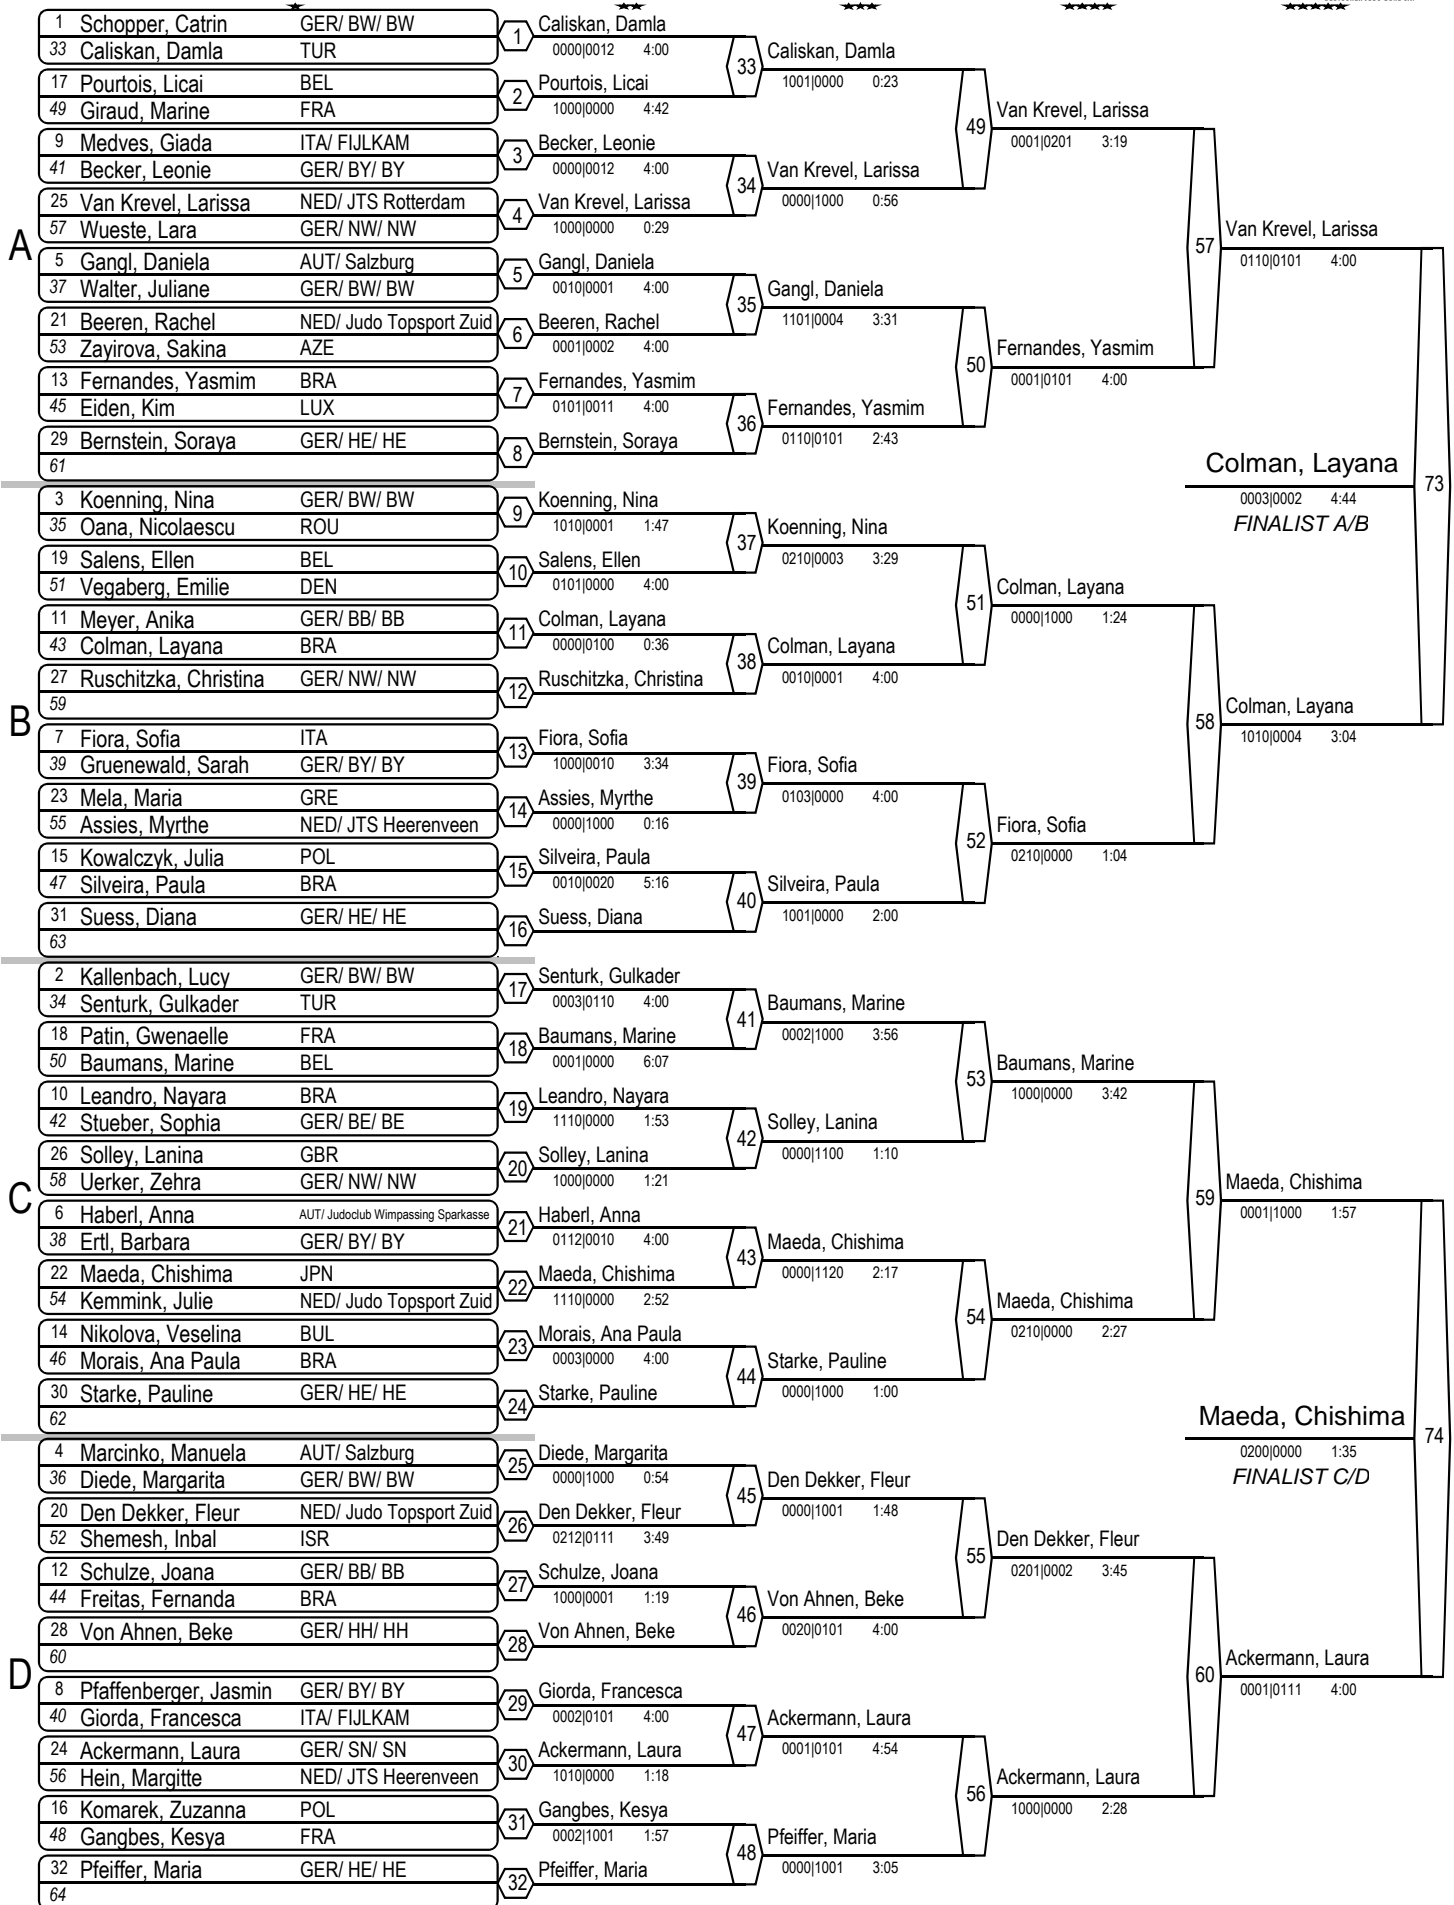 A
1 Schopper, Catrin GER/ BW/ BW
33 Caliskan, Damla TUR
17 Pourtois, Licai BEL
49 Giraud, Marine FRA
9 Medves, Giada ITA/ FIJLKAM
41 Becker, Leonie GER/ BY/ BY
25 Van Krevel, Larissa NED/ JTS Rotterdam
57 Wueste, Lara GER/ NW/ NW
5 Gangl, Daniela AUT/ Salzburg
37 Walter, Juliane GER/ BW/ BW
21 Beeren, Rachel NED/ Judo Topsport Zuid
53 Zayirova, Sakina AZE
13 Fernandes, Yasmim BRA
45 Eiden, Kim LUX
29 Bernstein, Soraya GER/ HE/ HE
61
B
3 Koenning, Nina GER/ BW/ BW
35 Oana, Nicolaescu ROU
19 Salens, Ellen BEL
51 Vegaberg, Emilie DEN
11 Meyer, Anika GER/ BB/ BB
43 Colman, Layana BRA
27 Ruschitzka, Christina GER/ NW/ NW
59
7 Fiora, Sofia ITA
39 Gruenewald, Sarah GER/ BY/ BY
23 Mela, Maria GRE
55 Assies, Myrthe NED/ JTS Heerenveen
15 Kowalczyk, Julia POL
47 Silveira, Paula BRA
31 Suess, Diana GER/ HE/ HE
63
C
2 Kallenbach, Lucy GER/ BW/ BW
34 Senturk, Gulkader TUR
18 Patin, Gwenaelle FRA
50 Baumans, Marine BEL
10 Leandro, Nayara BRA
42 Stueber, Sophia GER/ BE/ BE
26 Solley, Lanina GBR
58 Uerker, Zehra GER/ NW/ NW
6 Haberl, Anna AUT/ Judoclub Wimpassing Sparkasse
38 Ertl, Barbara GER/ BY/ BY
22 Maeda, Chishima JPN
54 Kemmink, Julie NED/ Judo Topsport Zuid
14 Nikolova, Veselina BUL
46 Morais, Ana Paula BRA
30 Starke, Pauline GER/ HE/ HE
62
D
4 Marcinko, Manuela AUT/ Salzburg
36 Diede, Margarita GER/ BW/ BW
20 Den Dekker, Fleur NED/ Judo Topsport Zuid
52 Shemesh, Inbal ISR
12 Schulze, Joana GER/ BB/ BB
44 Freitas, Fernanda BRA
28 Von Ahnen, Beke GER/ HH/ HH
60
8 Pfaffenberger, Jasmin GER/ BY/ BY
40 Giorda, Francesca ITA/ FIJLKAM
24 Ackermann, Laura GER/ SN/ SN
56 Hein, Margitte NED/ JTS Heerenveen
16 Komarek, Zuzanna POL
48 Gangbes, Kesya FRA
32 Pfeiffer, Maria GER/ HE/ HE
64
1 Caliskan, Damla
0000|0012 4:00
2 Pourtois, Licai
1000|0000 4:42
3 Becker, Leonie
0000|0012 4:00
4 Van Krevel, Larissa
1000|0000 0:29
5 Gangl, Daniela
0010|0001 4:00
6 Beeren, Rachel
0001|0002 4:00
7 Fernandes, Yasmim
0101|0011 4:00
8 Bernstein, Soraya
9 Koenning, Nina
1010|0001 1:47
10 Salens, Ellen
0101|0000 4:00
11 Colman, Layana
0000|0100 0:36
12 Ruschitzka, Christina
13 Fiora, Sofia
1000|0010 3:34
14 Assies, Myrthe
0000|1000 0:16
15 Silveira, Paula
0010|0020 5:16
16 Suess, Diana
17 Senturk, Gulkader
0003|0110 4:00
18 Baumans, Marine
0001|0000 6:07
19 Leandro, Nayara
1110|0000 1:53
20 Solley, Lanina
1000|0000 1:21
21 Haberl, Anna
0112|0010 4:00
22 Maeda, Chishima
1110|0000 2:52
23 Morais, Ana Paula
0003|0000 4:00
24 Starke, Pauline
25 Diede, Margarita
0000|1000 0:54
26 Den Dekker, Fleur
0212|0111 3:49
27 Schulze, Joana
1000|0001 1:19
28 Von Ahnen, Beke
29 Giorda, Francesca
0002|0101 4:00
30 Ackermann, Laura
1010|0000 1:18
31 Gangbes, Kesya
0002|1001 1:57
32 Pfeiffer, Maria
33 Caliskan, Damla
1001|0000 0:23
34 Van Krevel, Larissa
0000|1000 0:56
35 Gangl, Daniela
1101|0004 3:31
36 Fernandes, Yasmim
0110|0101 2:43
37 Koenning, Nina
0210|0003 3:29
38 Colman, Layana
0010|0001 4:00
39 Fiora, Sofia
0103|0000 4:00
40 Silveira, Paula
1001|0000 2:00
41 Baumans, Marine
0002|1000 3:56
42 Solley, Lanina
0000|1100 1:10
43 Maeda, Chishima
0000|1120 2:17
44 Starke, Pauline
0000|1000 1:00
45 Den Dekker, Fleur
0000|1001 1:48
46 Von Ahnen, Beke
0020|0101 4:00
47 Ackermann, Laura
0001|0101 4:54
48 Pfeiffer, Maria
0000|1001 3:05
49 Van Krevel, Larissa
0001|0201 3:19
50 Fernandes, Yasmim
0001|0101 4:00
51 Colman, Layana
0000|1000 1:24
52 Fiora, Sofia
0210|0000 1:04
53 Baumans, Marine
1000|0000 3:42
54 Maeda, Chishima
0210|0000 2:27
55 Den Dekker, Fleur
0201|0002 3:45
56 Ackermann, Laura
1000|0000 2:28
57 Van Krevel, Larissa
0110|0101 4:00
58 Colman, Layana
1010|0004 3:04
59 Maeda, Chishima
0001|1000 1:57
60 Ackermann, Laura
0001|0111 4:00
Colman, Layana
73
0003|0002 4:44
FINALIST A/B
Maeda, Chishima
74
0200|0000 1:35
FINALIST C/D